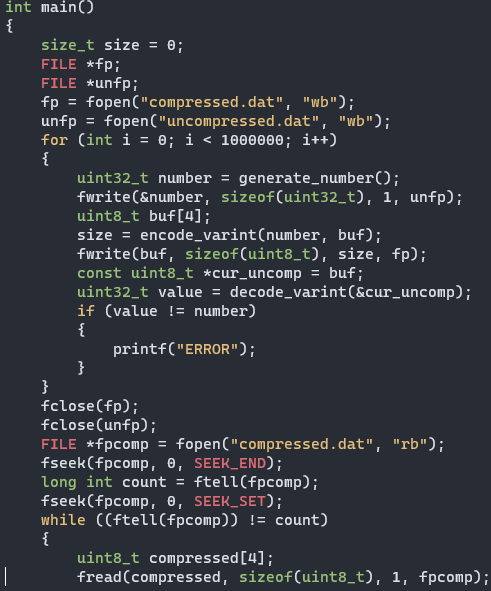 int main()
{
    size_t size = 0;
    FILE *fp;
    FILE *unfp;
    fp = fopen("compressed.dat", "wb");
    unfp = fopen("uncompressed.dat", "wb");
    for (int i = 0; i < 1000000; i++)
    {
        uint32_t number = generate_number();
        fwrite(&number, sizeof(uint32_t), 1, unfp);
        uint8_t buf[4];
        size = encode_varint(number, buf);
        fwrite(buf, sizeof(uint8_t), size, fp);
        const uint8_t *cur_uncomp = buf;
        uint32_t value = decode_varint(&cur_uncomp);
        if (value != number)
        {
            printf("ERROR");
        }
    }
    fclose(fp);
    fclose(unfp);
    FILE *fpcomp = fopen("compressed.dat", "rb");
    fseek(fpcomp, 0, SEEK_END);
    long int count = ftell(fpcomp);
    fseek(fpcomp, 0, SEEK_SET);
    while ((ftell(fpcomp)) != count)
    {
        uint8_t compressed[4];
        fread(compressed, sizeof(uint8_t), 1, fpcomp);